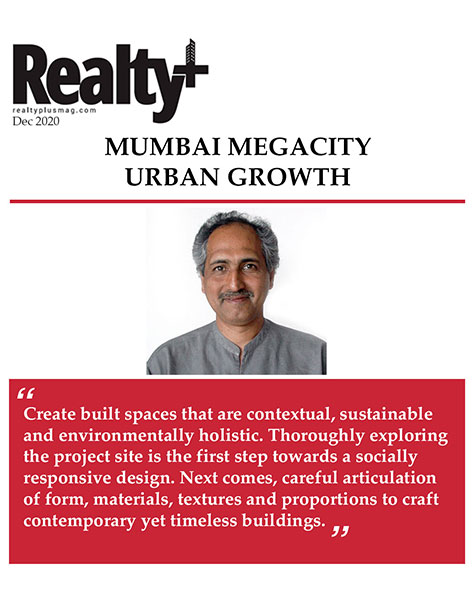 Realty+
realtyplusmag.com
Dec 2020
MUMBAI MEGACITY
URBAN GROWTH
“
Create built spaces that are contextual, sustainable
and environmentally holistic. Thoroughly exploring
the project site is the first step towards a socially
responsive design. Next comes, careful articulation
of form, materials, textures and proportions to craft
contemporary yet timeless buildings. ”